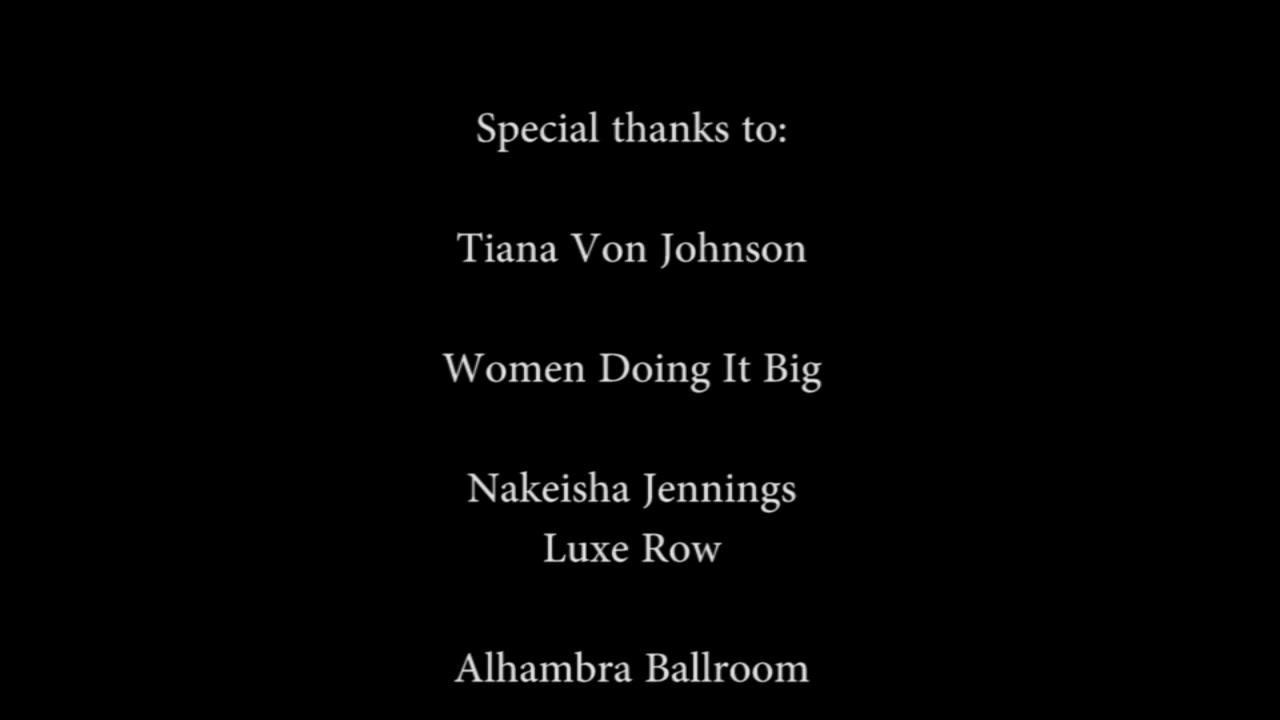 Special thanks to:
Tiana Von Johnson
Women Doing It Big
Nakeisha Jennings
Luxe Row
Alhambra Ballroom